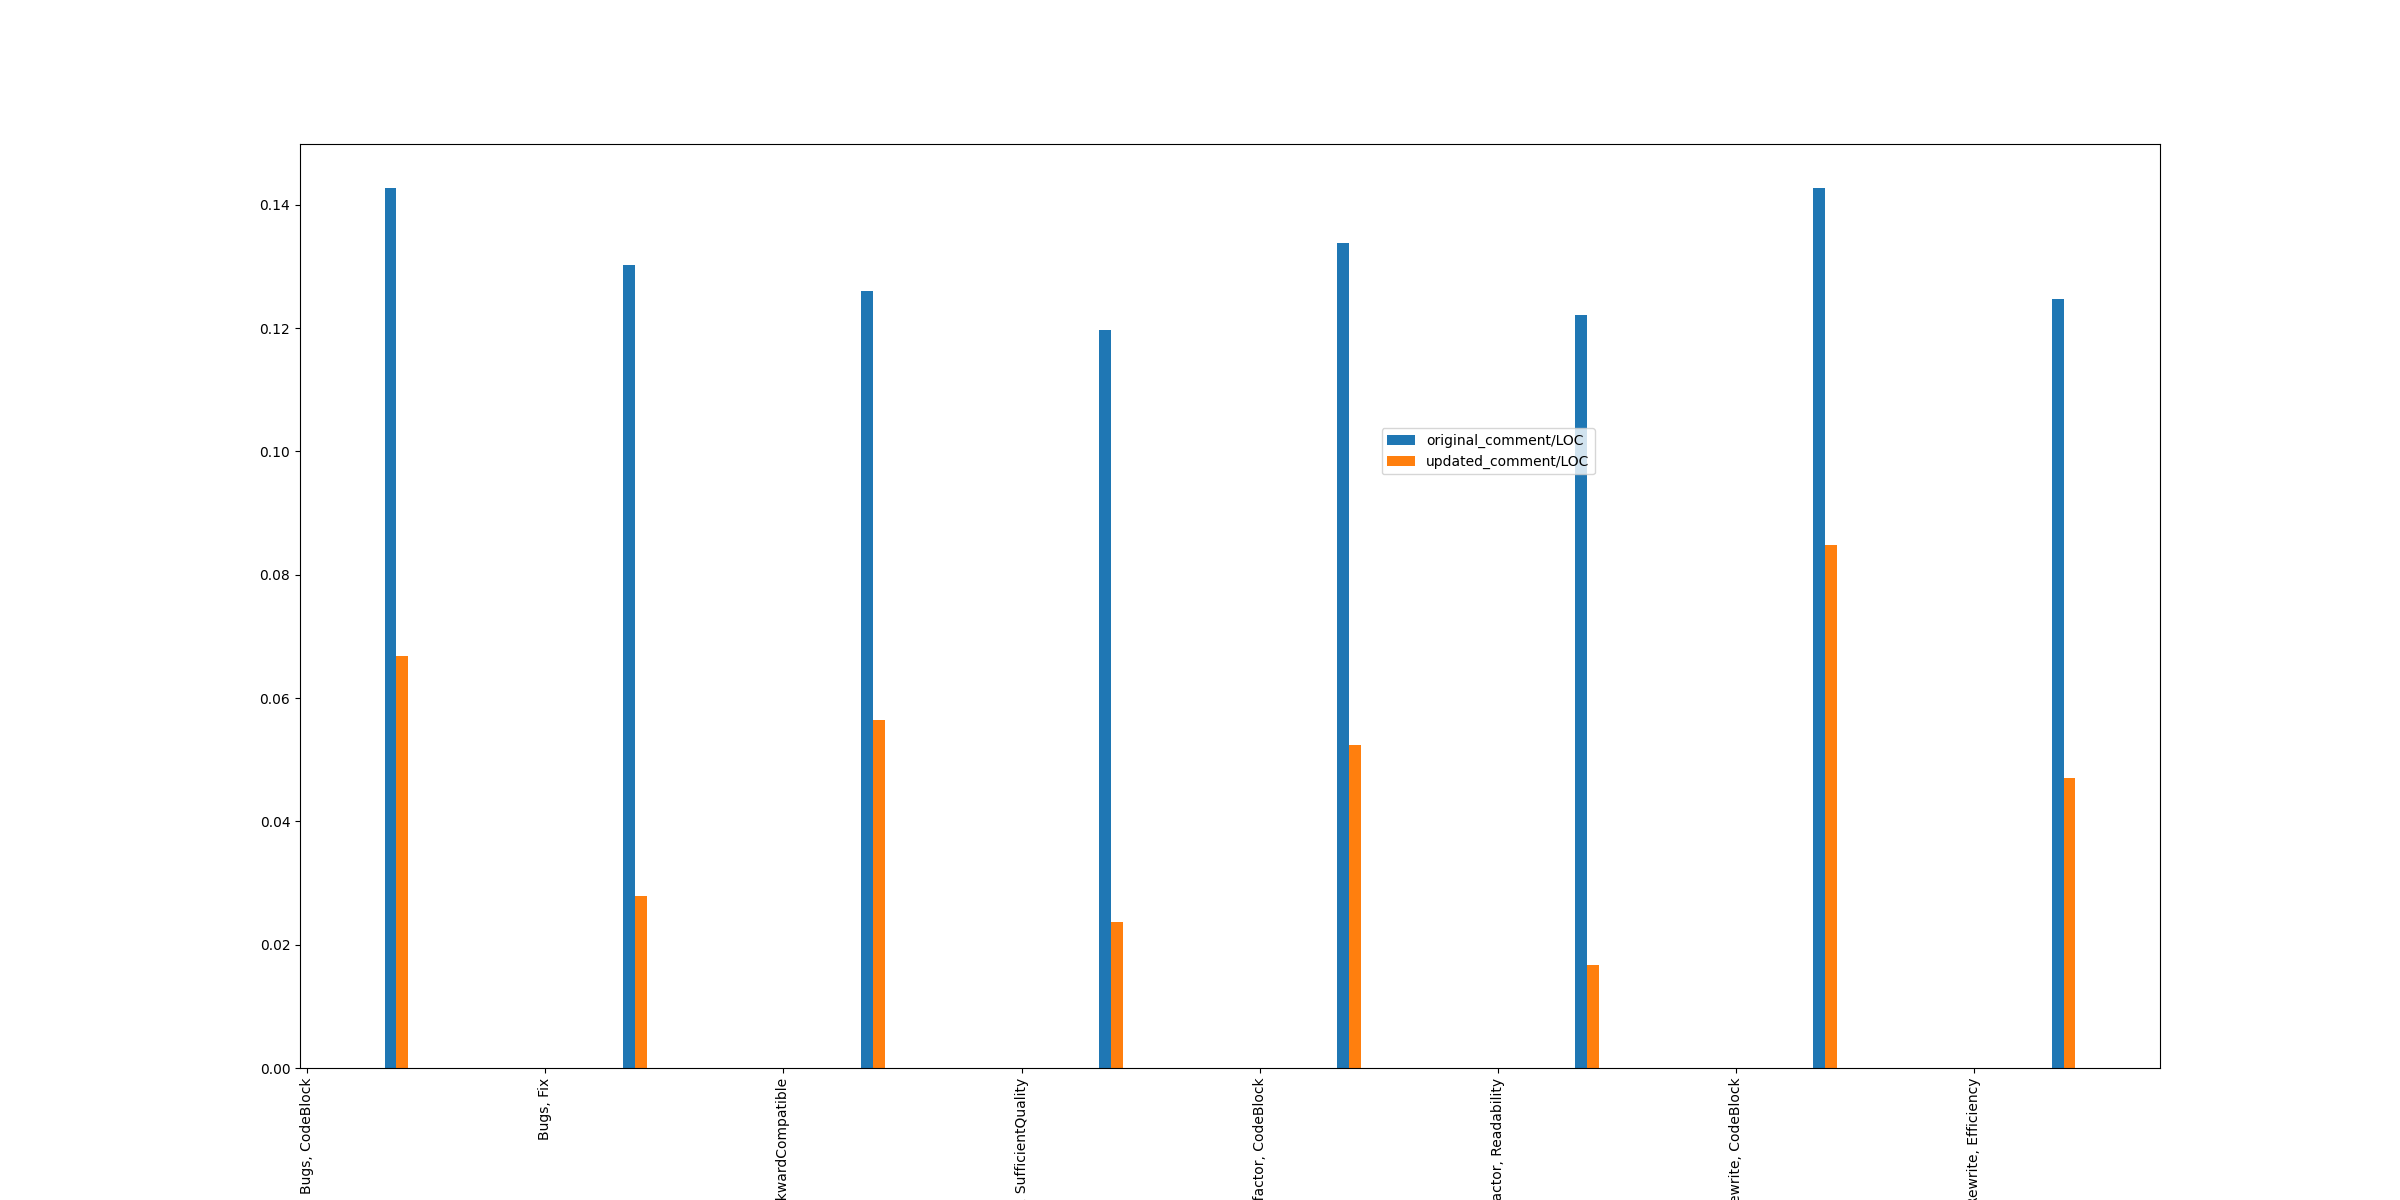 0.14
0.12
0.10
0.08
0.06
0.04
0.02
0.00
original_comment/LOC
updated_comment/LOC
Bugs, CodeBlock
Bugs, Fix
kwardCompatible
SufficientQuality
factor, CodeBlock
actor, Readability
ewrite, CodeBlock
Rewrite, Efficiency